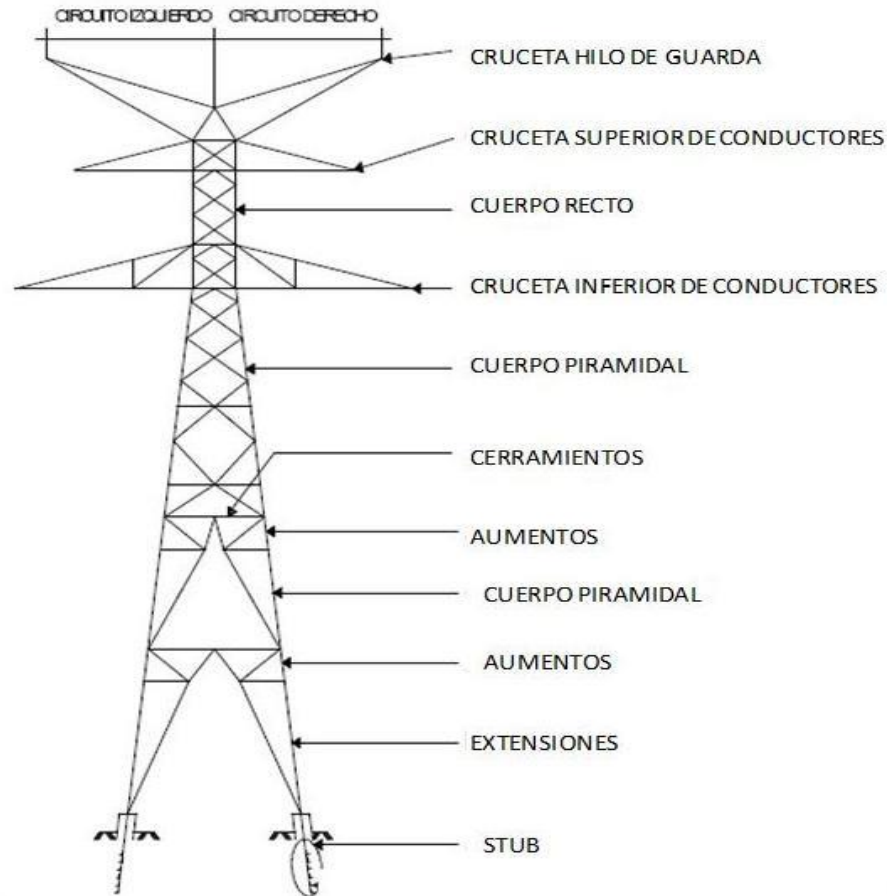 CIRCUITO IZQUIERDO CIRCUITO DERECHO
CRUCETA HILO DE GUARDA
CRUCETA SUPERIOR DE CONDUCTORES
CUERPO RECTO
CRUCETA INFERIOR DE CONDUCTORES
CUERPO PIRAMIDAL
CERRAMIENTOS
AUMENTOS
CUERPO PIRAMIDAL
AUMENTOS
EXTENSIONES
STUB